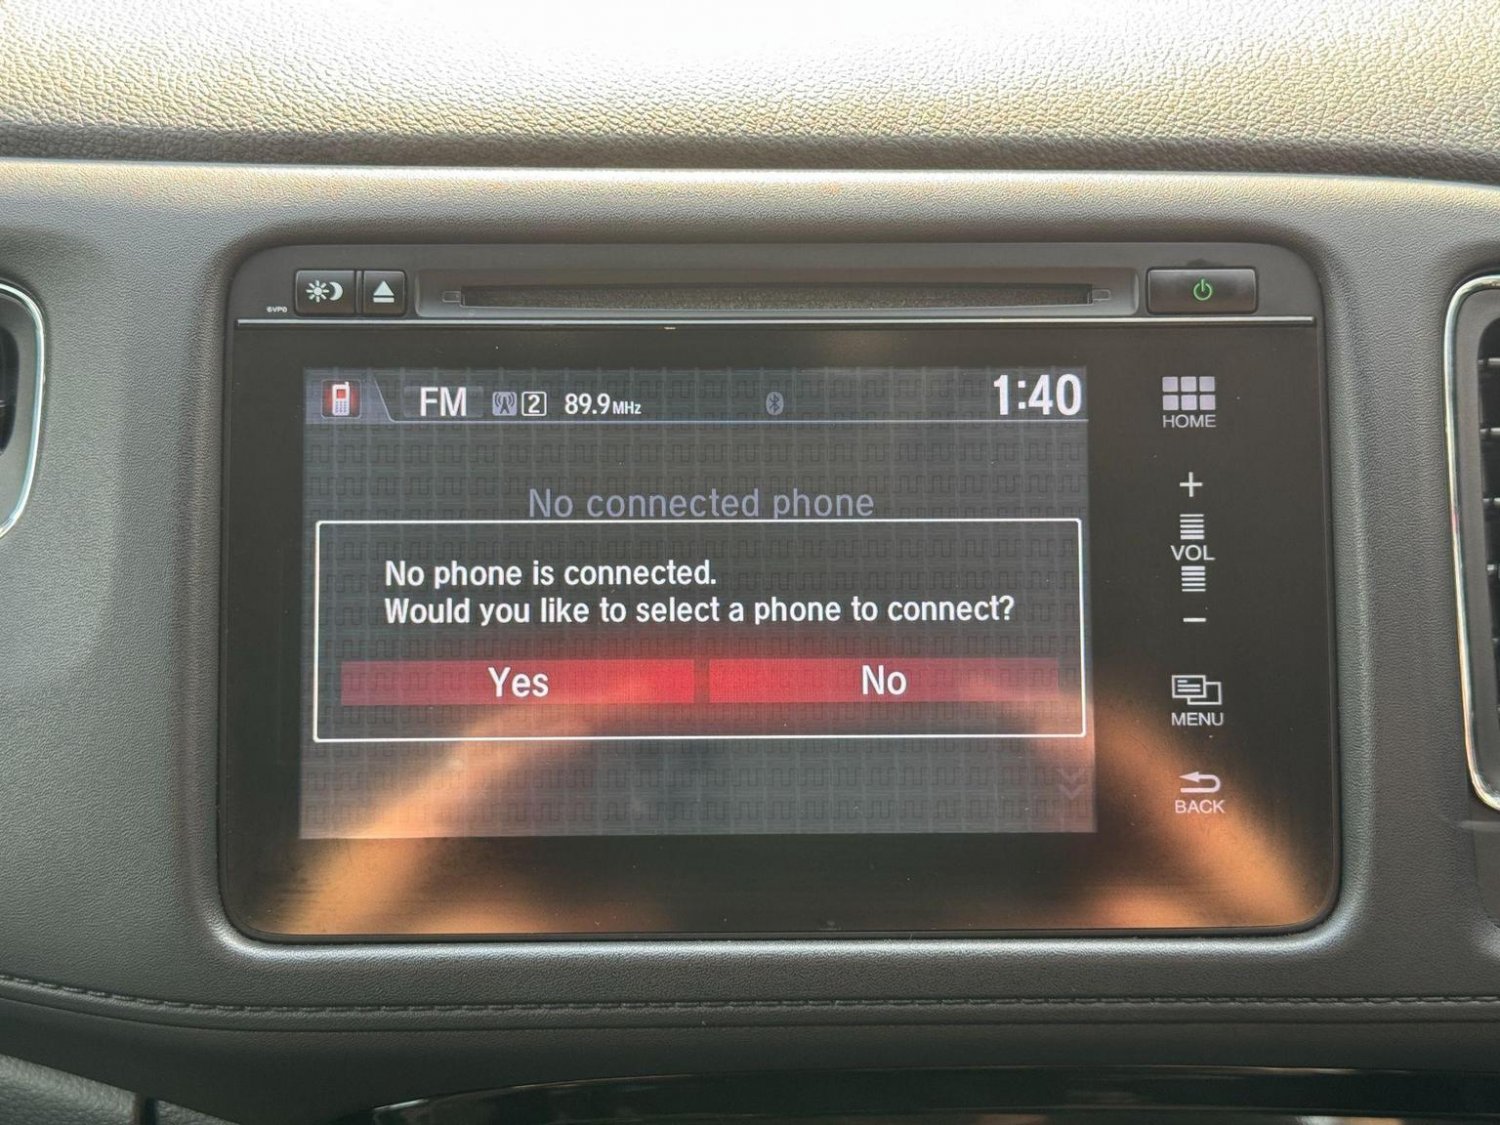 6VP0
FM 2 89.9MHz 1:40
HOME
No connected phone
No phone is connected.
Would you like to select a phone to connect?
Yes No
+
VOL
−
MENU
BACK